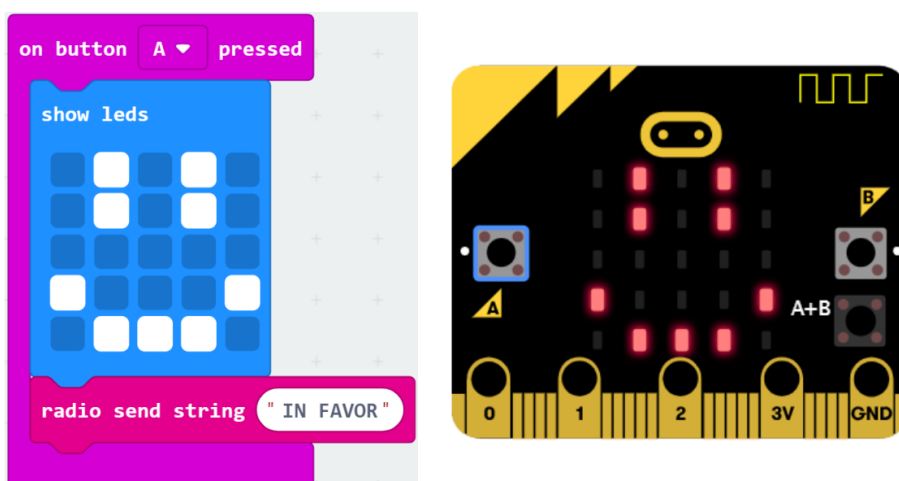 on button A pressed
show leds
radio send string "IN FAVOR"
B
A
A+B
0 1 2 3V GND